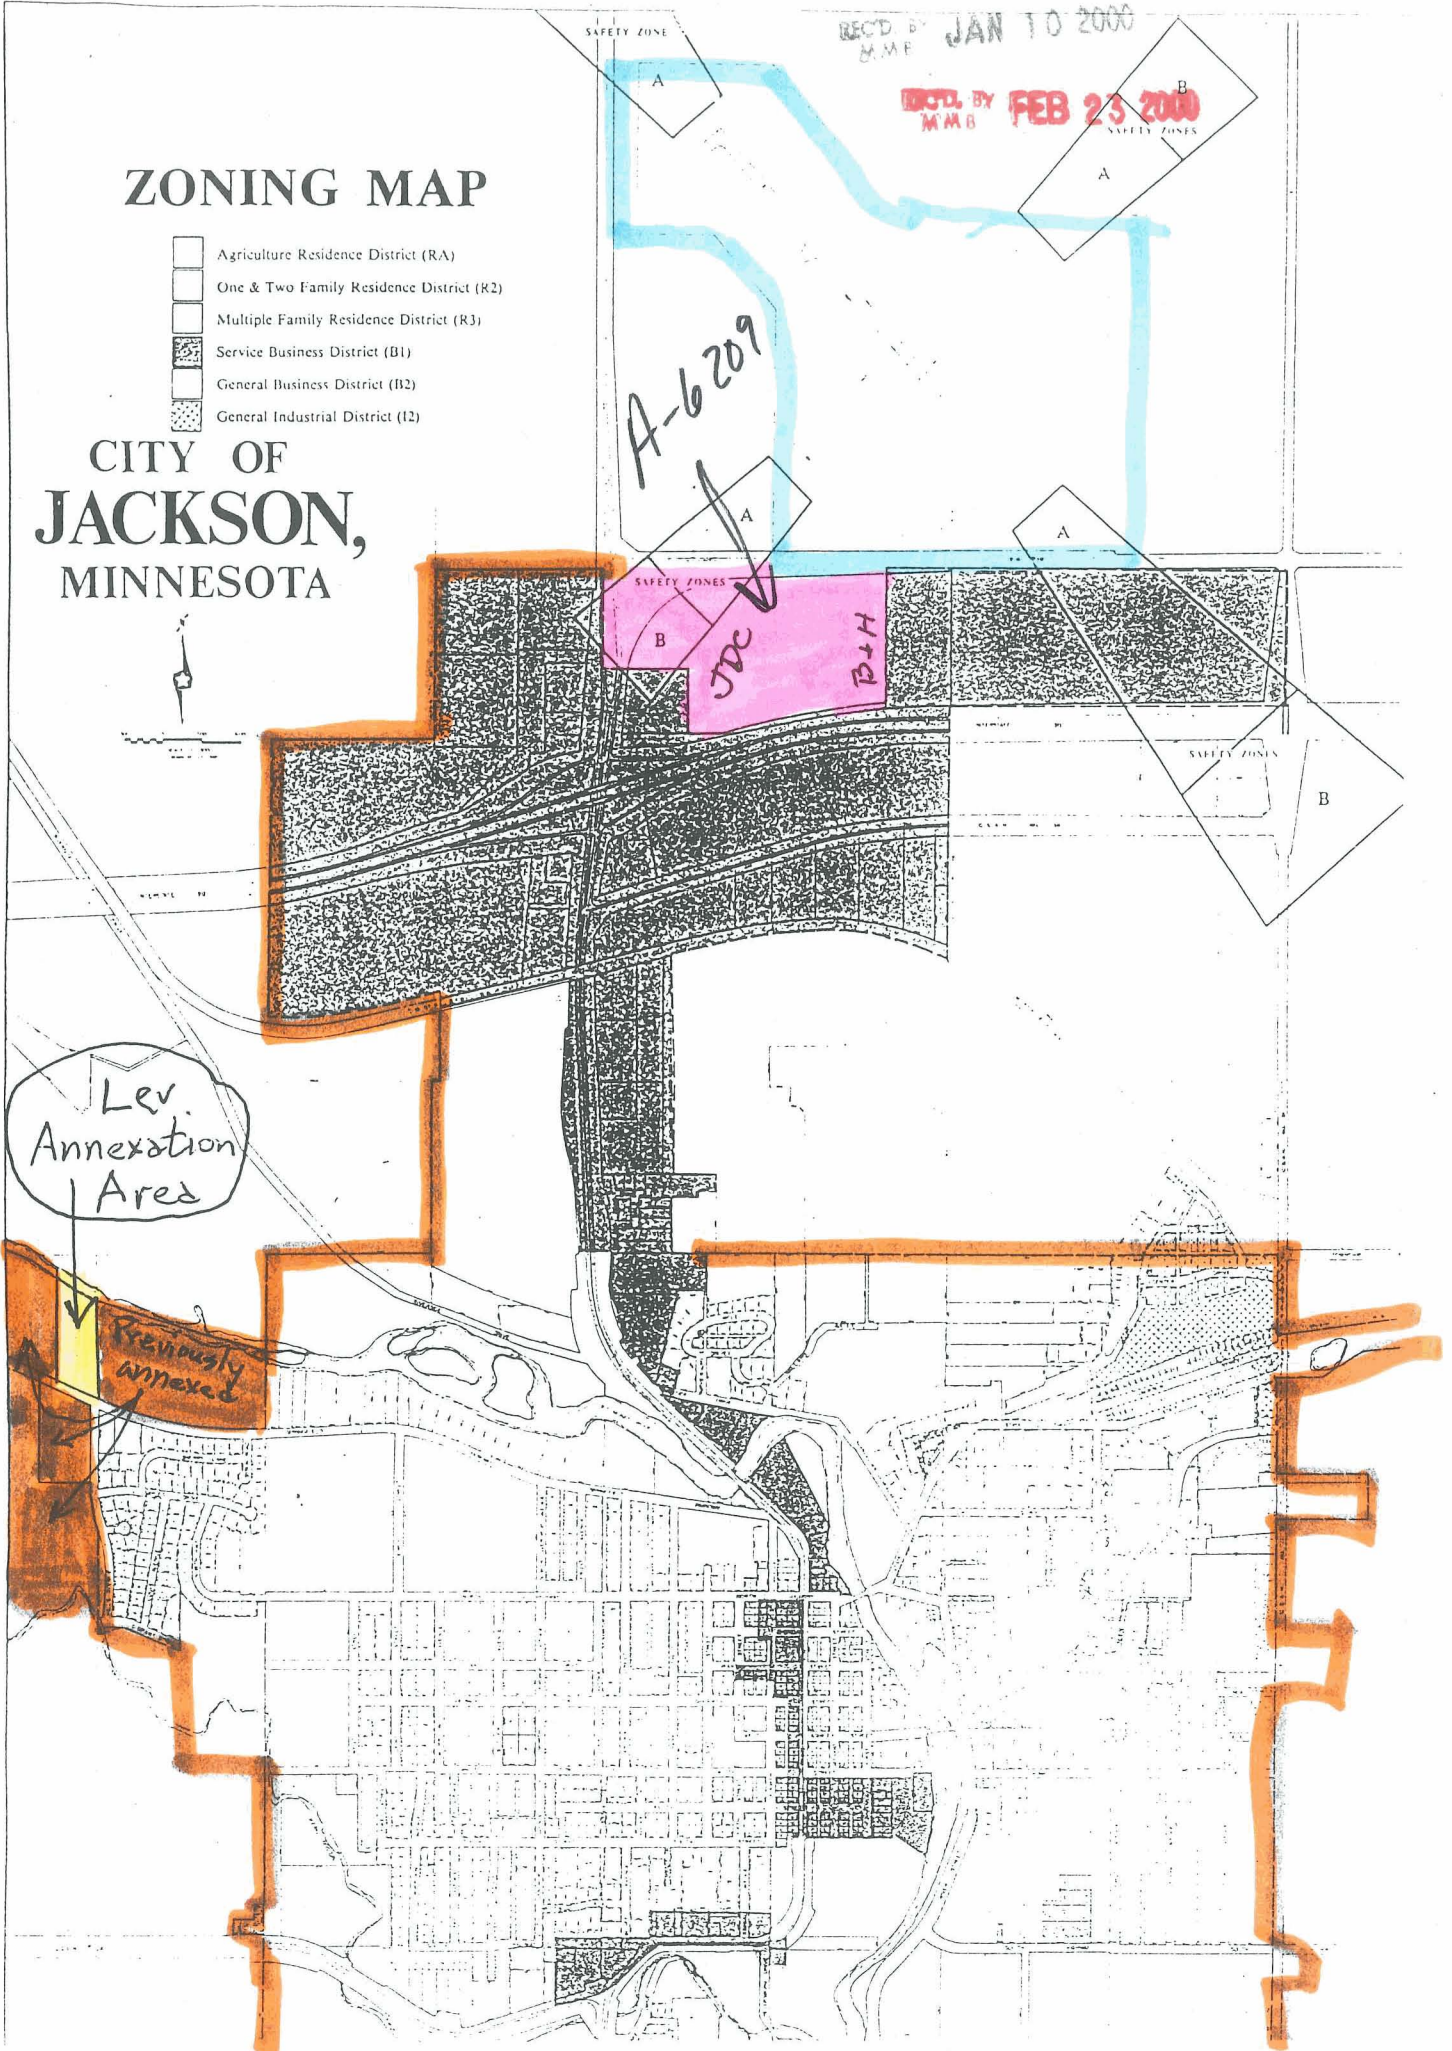 SAFETY ZONE
A
REC'D. BY
MMB
JAN 10 2000
REC'D. BY
MMB
FEB 23 2000
B
SAFETY ZONES
A
ZONING MAP
Agriculture Residence District (RA)
One & Two Family Residence District (R2)
Multiple Family Residence District (R3)
Service Business District (B1)
General Business District (B2)
General Industrial District (I2)
CITY OF
JACKSON,
MINNESOTA
A-6209
A
A
SAFETY ZONES
B
JDC
B+H
SAFETY ZONES
B
Lev.
Annexation
Area
Previously
annexed